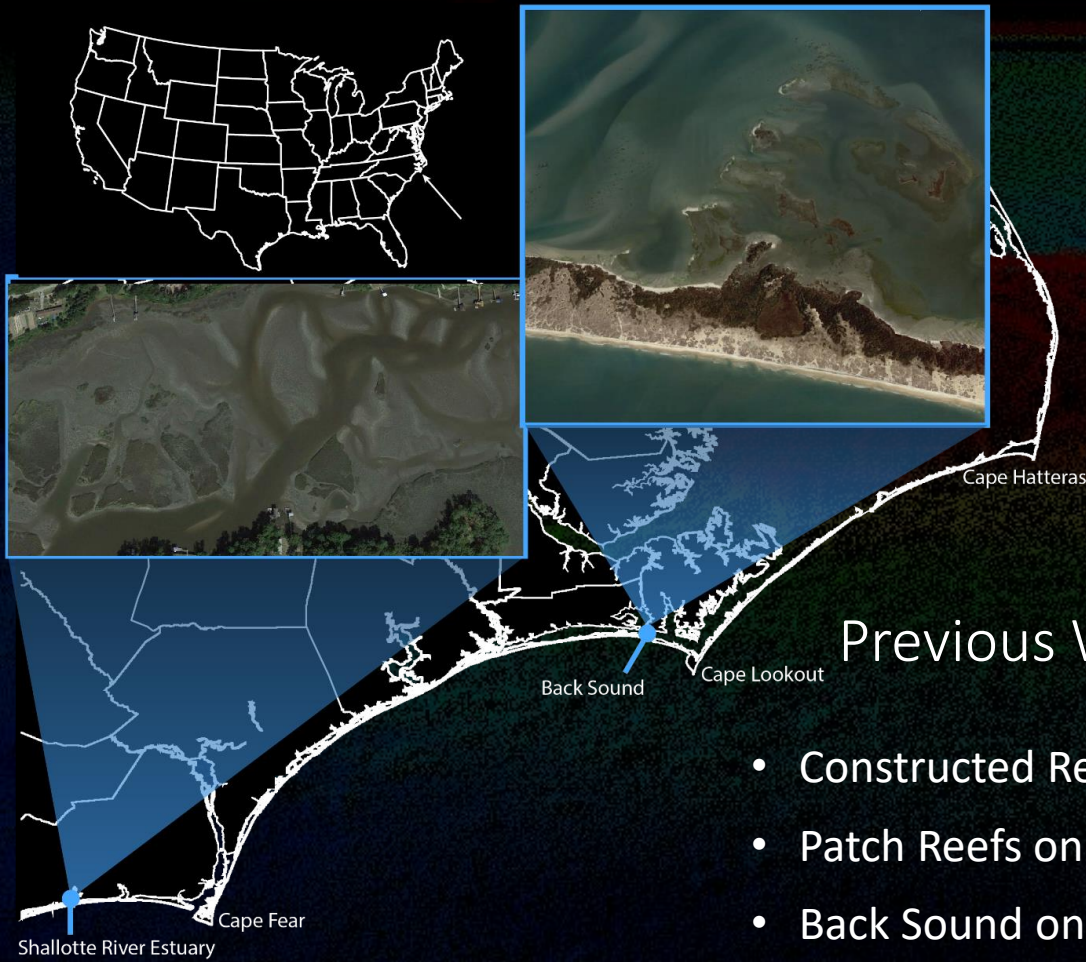 Cape Hatteras
Previous
Cape Lookout
Back Sound
• Constructed
• Patch Reefs on
• Back Sound on
Cape Fear
Shallotte River Estuary